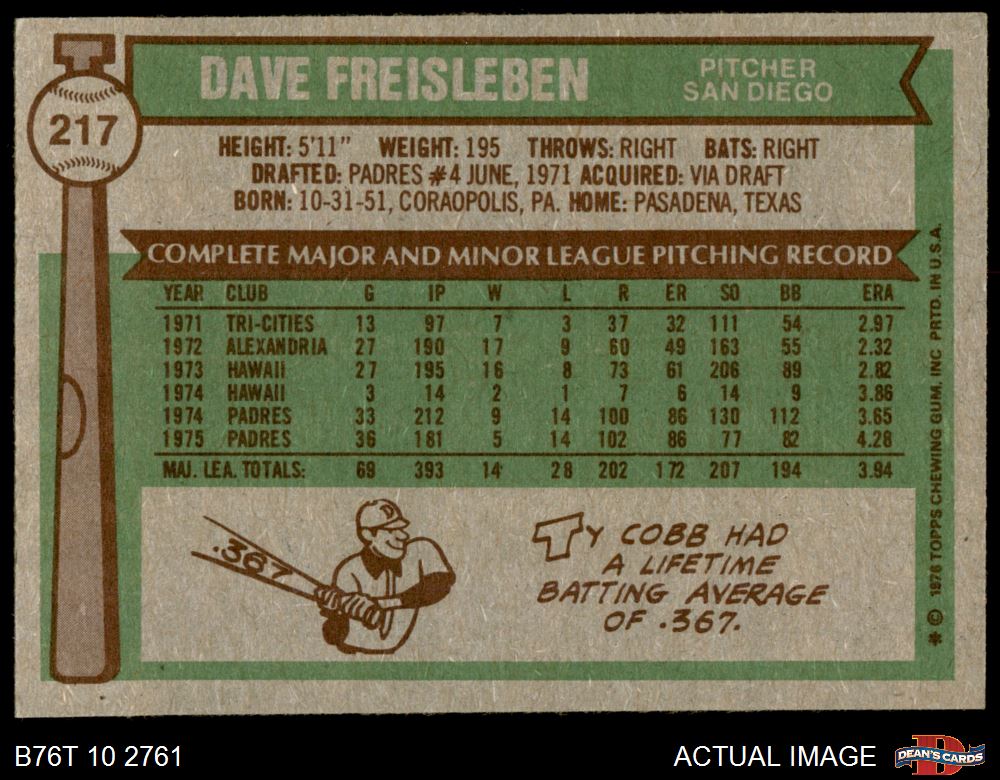 DAVE FREISLEBEN
PITCHER
SAN DIEGO
217
HEIGHT: 5'11" WEIGHT: 195 THROWS: RIGHT BATS: RIGHT
DRAFTED: PADRES #4 JUNE, 1971 ACQUIRED: VIA DRAFT
BORN: 10-31-51, CORAOPOLIS, PA. HOME: PASADENA, TEXAS
COMPLETE MAJOR AND MINOR LEAGUE PITCHING RECORD
YEAR CLUB G IP W L R ER SO BB ERA
1971 TRI-CITIES 13 97 7 3 37 32 111 54 2.97
1972 ALEXANDRIA 27 190 17 9 60 49 163 55 2.32
1973 HAWAII 27 195 16 8 73 61 206 89 2.82
1974 HAWAII 3 14 2 1 7 6 14 9 3.86
1974 PADRES 33 212 9 14 100 86 130 112 3.65
1975 PADRES 36 181 5 14 102 86 77 82 4.28
MAJ. LEA. TOTALS: 69 393 14 28 202 172 207 194 3.94
.367
TY COBB HAD
A LIFETIME
BATTING AVERAGE
OF .367.
* © 1976 TOPPS CHEWING GUM, INC PRTD. IN U.S.A.
B76T 10 2761
ACTUAL IMAGE
DEAN'S CARDS